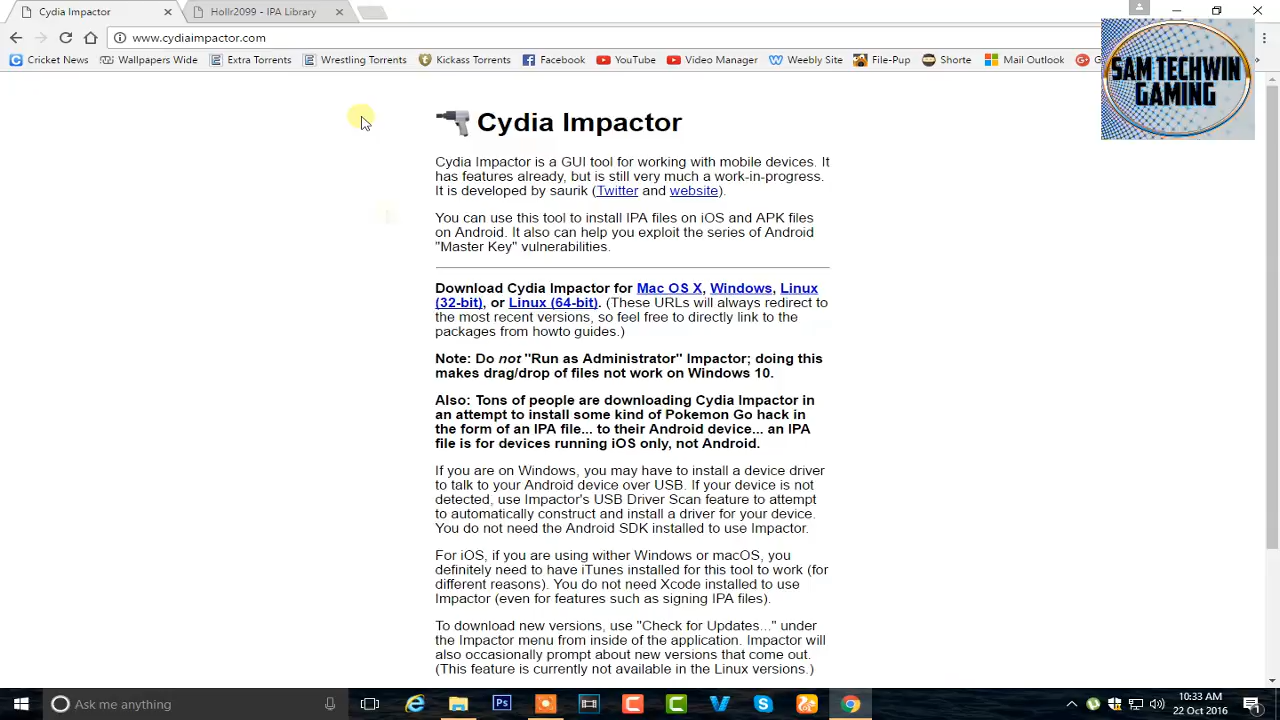 Cydia Impactor
Hollr2099 - IPA Library
www.cydiaimpactor.com
Cricket News Wallpapers Wide Extra Torrents Wrestling Torrents Kickass Torrents Facebook YouTube Video Manager Weebly Site File-Pup Shorte Mail Outlook
SAM TECHWIN
GAMING
Cydia Impactor
Cydia Impactor is a GUI tool for working with mobile devices. It
has features already, but is still very much a work-in-progress.
It is developed by saurik (Twitter and website).
You can use this tool to install IPA files on iOS and APK files
on Android. It also can help you exploit the series of Android
"Master Key" vulnerabilities.
Download Cydia Impactor for Mac OS X, Windows, Linux
(32-bit), or Linux (64-bit). (These URLs will always redirect to
the most recent versions, so feel free to directly link to the
packages from howto guides.)
Note: Do not "Run as Administrator" Impactor; doing this
makes drag/drop of files not work on Windows 10.
Also: Tons of people are downloading Cydia Impactor in
an attempt to install some kind of Pokemon Go hack in
the form of an IPA file... to their Android device... an IPA
file is for devices running iOS only, not Android.
If you are on Windows, you may have to install a device driver
to talk to your Android device over USB. If your device is not
detected, use Impactor's USB Driver Scan feature to attempt
to automatically construct and install a driver for your device.
You do not need the Android SDK installed to use Impactor.
For iOS, if you are using wither Windows or macOS, you
definitely need to have iTunes installed for this tool to work (for
different reasons). You do not need Xcode installed to use
Impactor (even for features such as signing IPA files).
To download new versions, use "Check for Updates..." under
the Impactor menu from inside of the application. Impactor will
also occasionally prompt about new versions that come out.
(This feature is currently not available in the Linux versions.)
Ask me anything
10:33 AM
22 Oct 2016